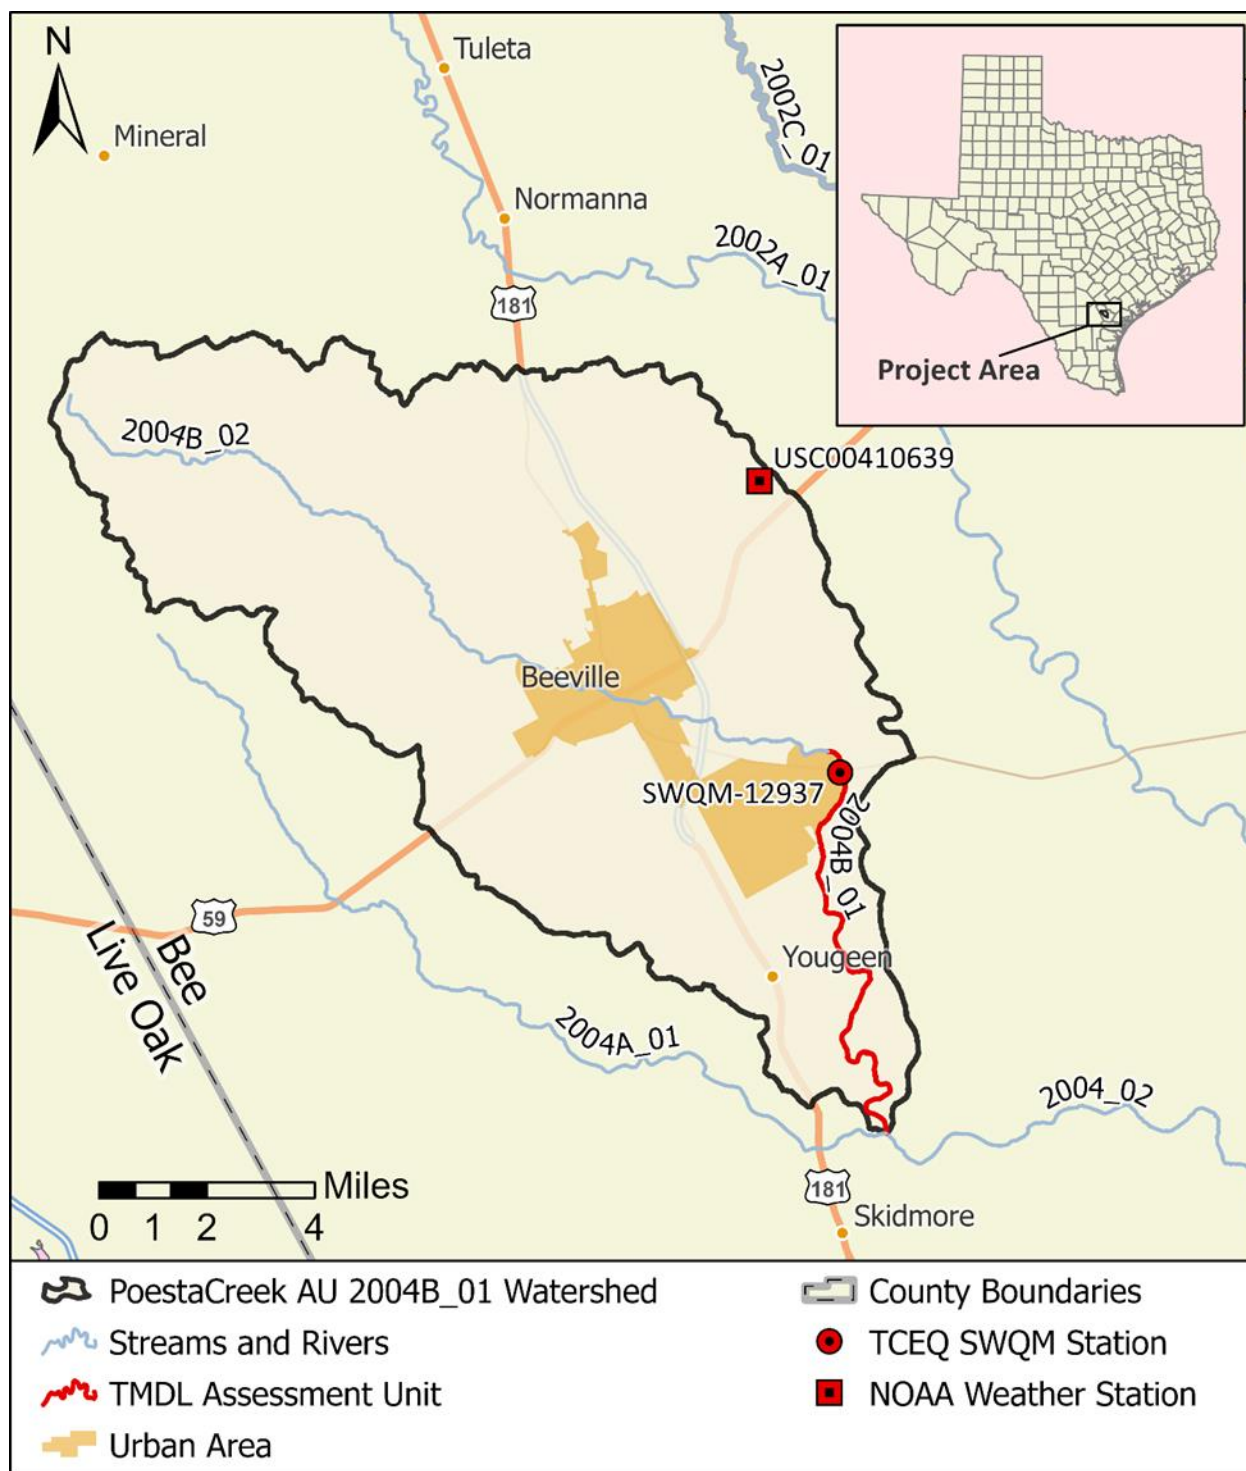 N
Tuleta
Mineral
2002C_01
Normanna
2002A_01
181
Project Area
2004B_02
USC00410639
Beeville
SWQM-12937
2004B_01
59
Bee
Live Oak
Yougeen
2004A_01
2004_02
Miles
0 1 2 4
181
Skidmore
PoestaCreek AU 2004B_01 Watershed
Streams and Rivers
TMDL Assessment Unit
Urban Area
County Boundaries
TCEQ SWQM Station
NOAA Weather Station